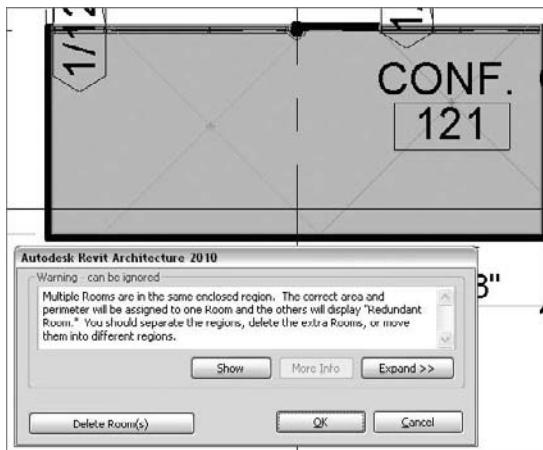 1/12
1/
CONF.
121
8"
Autodesk Revit Architecture 2010
Warning - can be ignored
Multiple Rooms are in the same enclosed region. The correct area and
perimeter will be assigned to one Room and the others will display "Redundant
Room." You should separate the regions, delete the extra Rooms, or move
them into different regions.
Show
More Info
Expand >>
Delete Room(s)
OK
Cancel